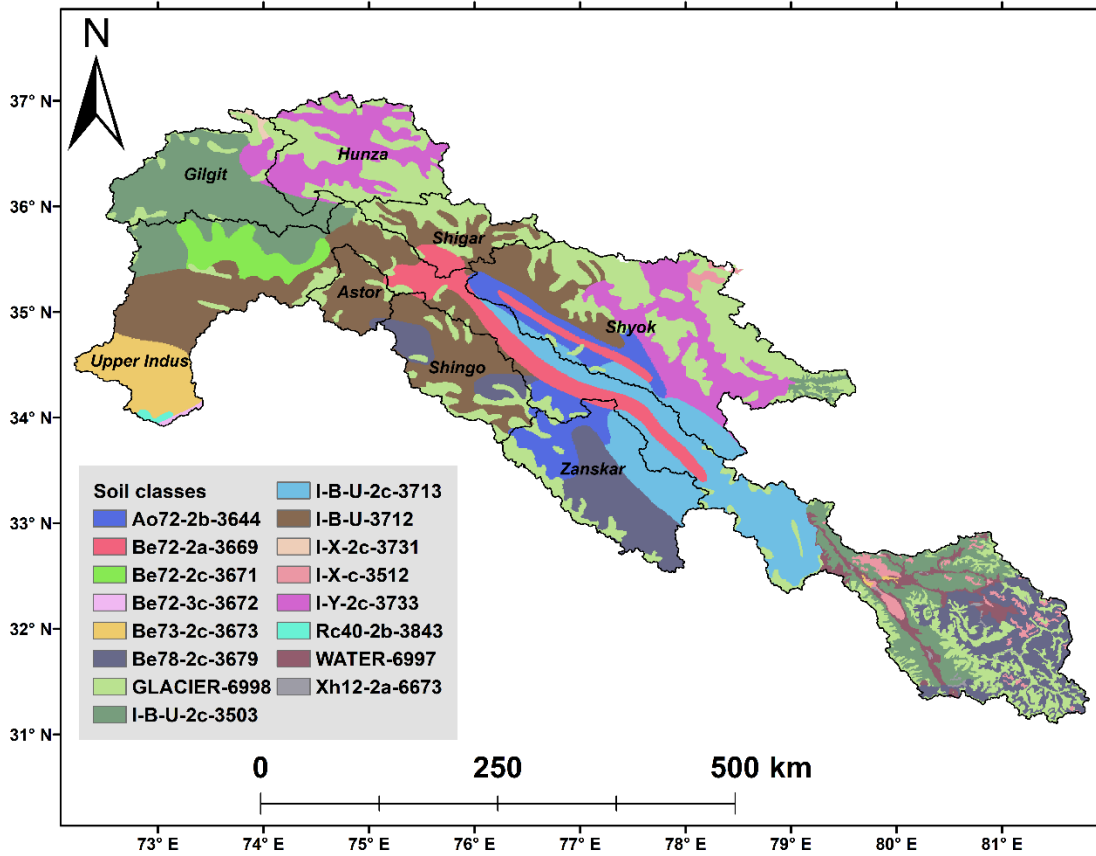 N
37° N
36° N
35° N
34° N
33° N
32° N
31° N
Hunza
Gilgit
Shigar
Astor
Shyok
Upper Indus
Shingo
Zanskar
Soil classes
Ao72-2b-3644
Be72-2a-3669
Be72-2c-3671
Be72-3c-3672
Be73-2c-3673
Be78-2c-3679
GLACIER-6998
I-B-U-2c-3503
I-B-U-2c-3713
I-B-U-3712
I-X-2c-3731
I-X-c-3512
I-Y-2c-3733
Rc40-2b-3843
WATER-6997
Xh12-2a-6673
0 250 500 km
73° E 74° E 75° E 76° E 77° E 78° E 79° E 80° E 81° E